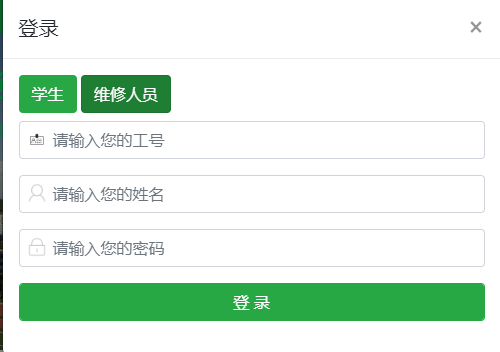 登录 ×
学生 维修人员
请输入您的工号
请输入您的姓名
请输入您的密码
登 录